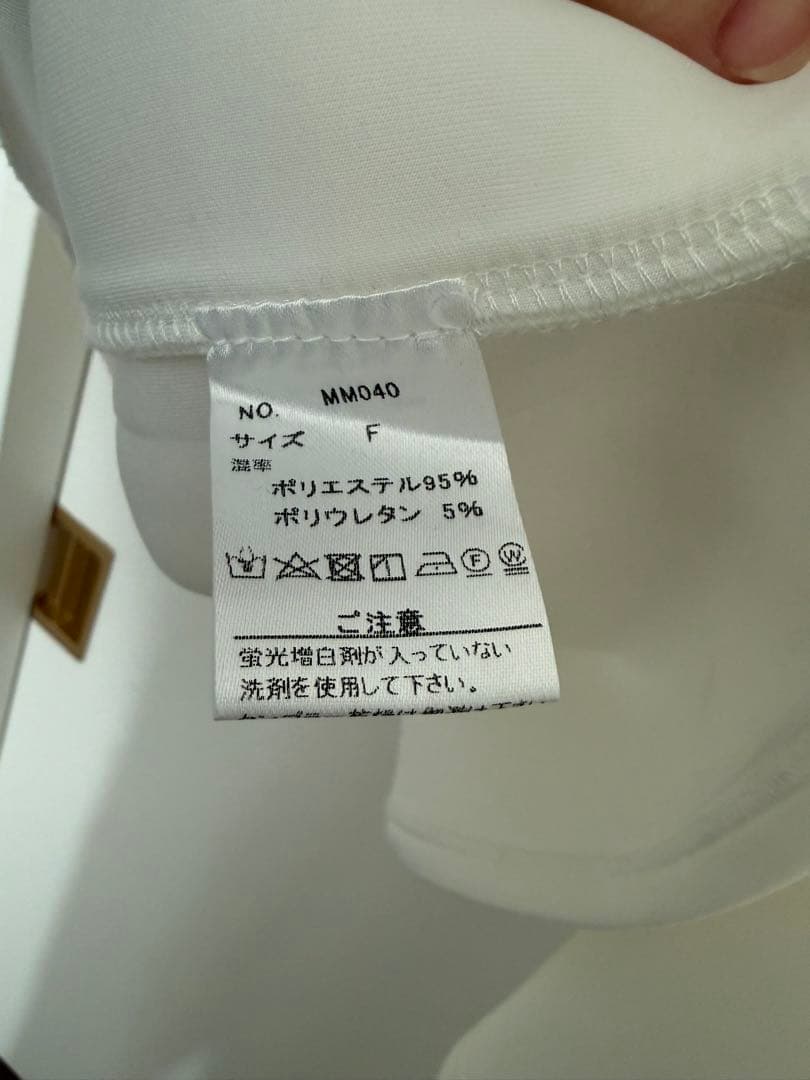 NO. MM040
サイズ F
混率
ポリエステル95%
ポリウレタン 5%
F W
ご注意
蛍光増白剤が入っていない
洗剤を使用して下さい。